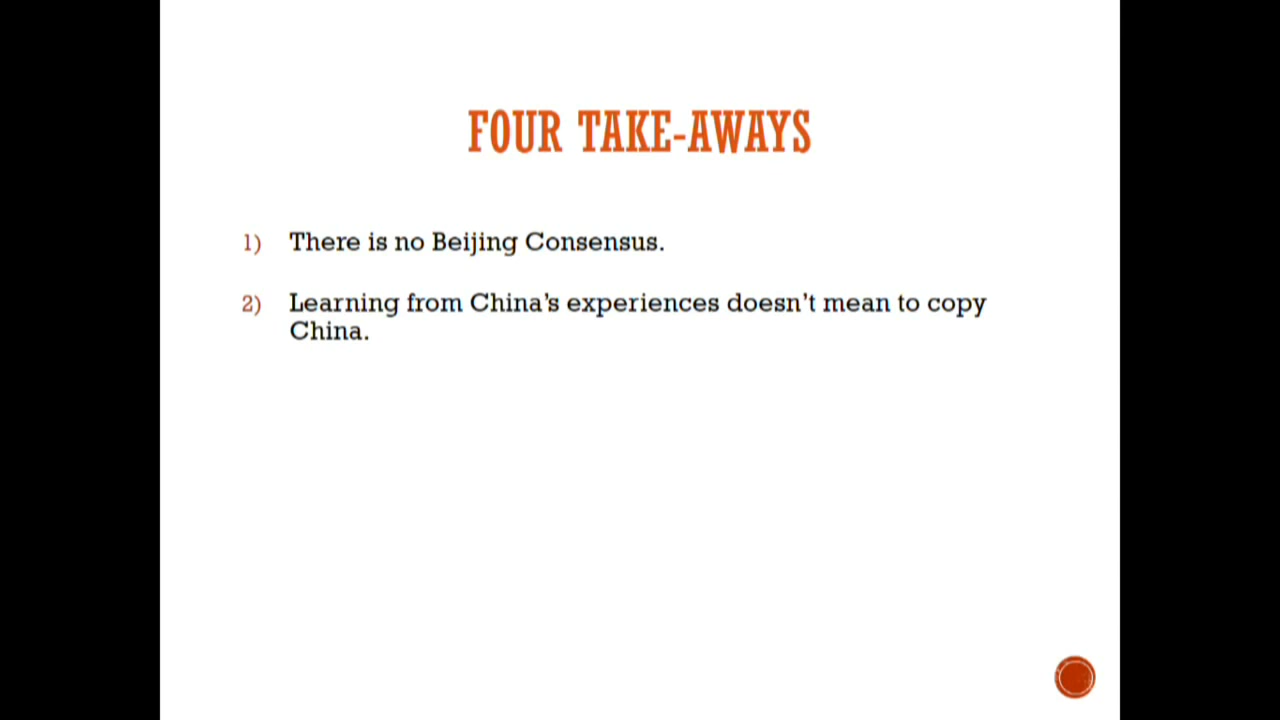 FOUR TAKE-AWAYS
1) There is no Beijing Consensus.
2) Learning from China’s experiences doesn’t mean to copy
China.